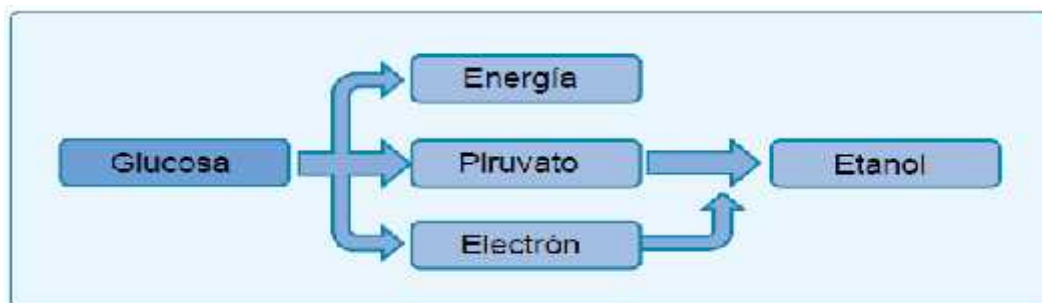 Energía
Glucosa
Piruvato
Etanol
Electrón